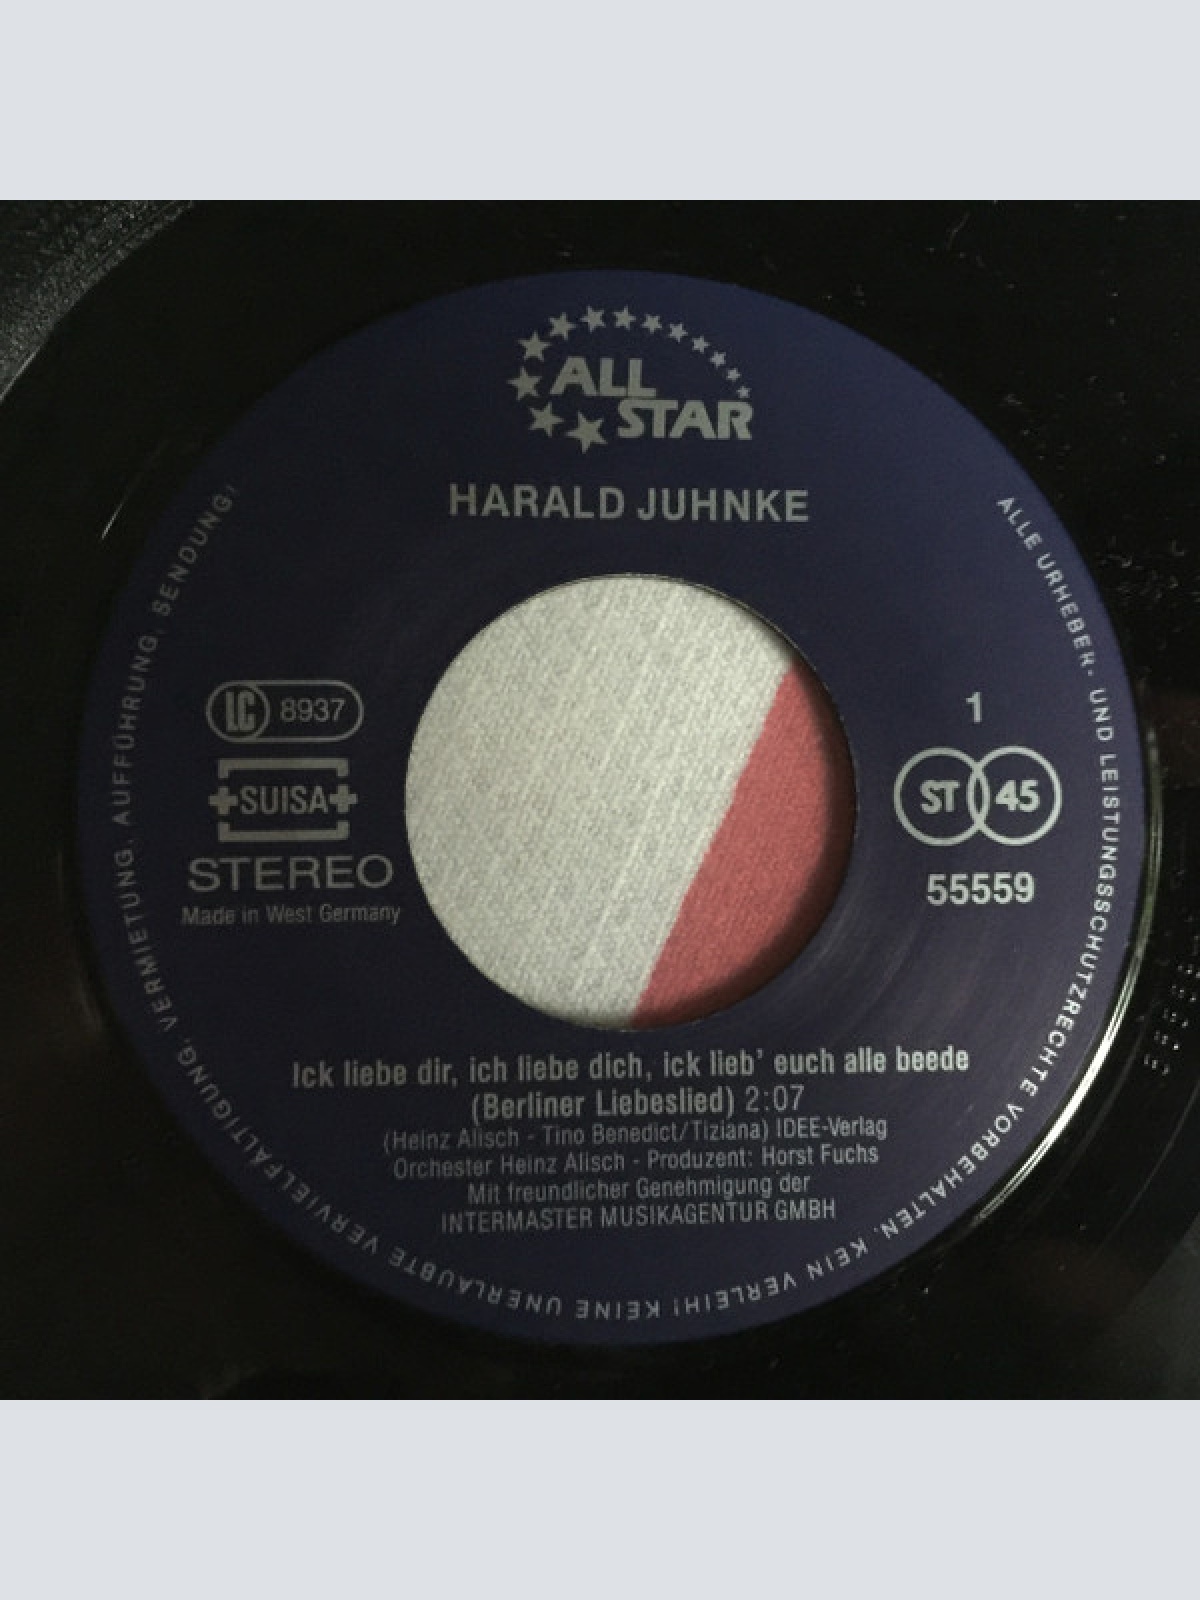 ALL
STAR
HARALD JUHNKE
LC 8937
SUISA
STEREO
Made in West Germany
1
ST 45
55559
Ick liebe dir, ich liebe dich, ick lieb' euch alle beede
(Berliner Liebeslied) 2:07
(Heinz Alisch - Tino Benedict/Tiziana) IDEE-Verlag
Orchester Heinz Alisch - Produzent: Horst Fuchs
Mit freundlicher Genehmigung der
INTERMASTER MUSIKAGENTUR GMBH
ALLE URHEBER- UND LEISTUNGSSCHUTZRECHTE VORBEHALTEN. KEIN VERLEIH! KEINE UNERLAUBTE VERVIELFÄLTIGUNG, VERMIETUNG, AUFFÜHRUNG, SENDUNG!